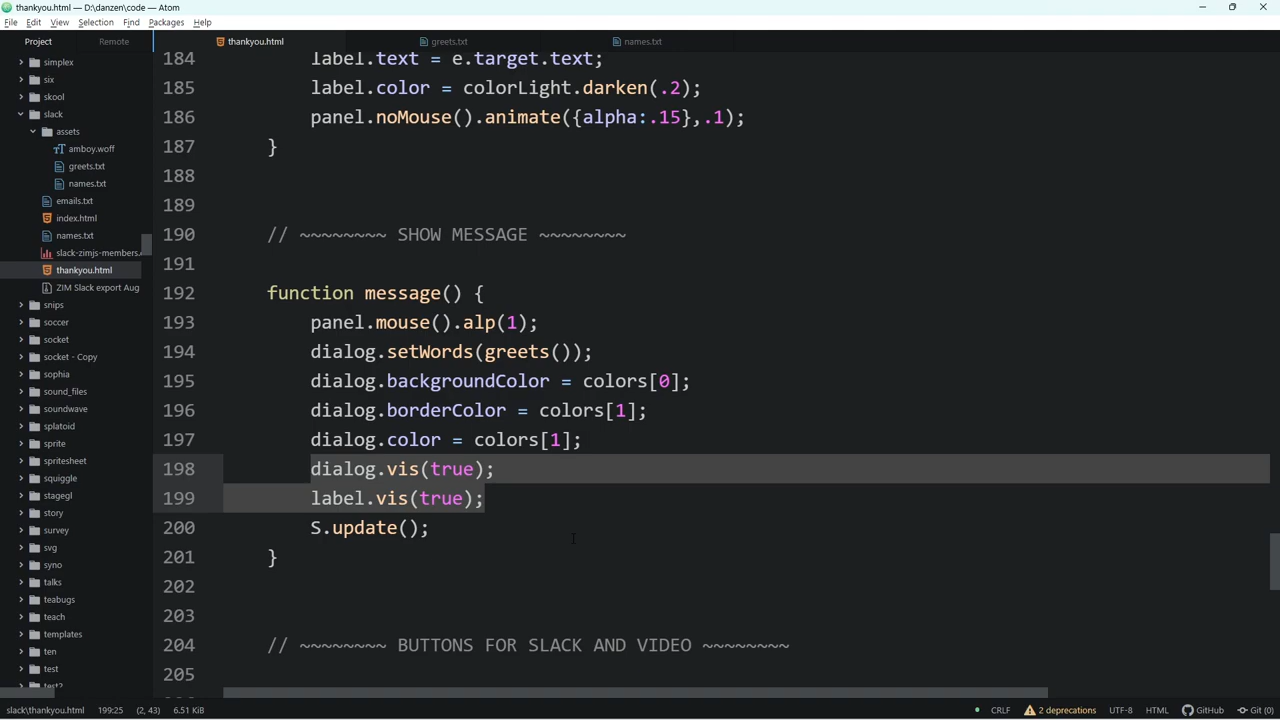 thankyou.html — D:\danzen\code — Atom
File Edit View Selection Find Packages Help
Project Remote thankyou.html greets.txt names.txt
simplex
six
skool
slack
assets
amboy.woff
greets.txt
names.txt
emails.txt
index.html
names.txt
slack-zimjs-members.
thankyou.html
ZIM Slack export Aug
snips
soccer
socket
socket - Copy
sophia
sound_files
soundwave
splatoid
sprite
spritesheet
squiggle
stagegl
story
survey
svg
syno
talks
teabugs
teach
templates
ten
test
test2
184 label.text = e.target.text;
185 label.color = colorLight.darken(.2);
186 panel.noMouse().animate({alpha:.15},.1);
187 }
188
189
190 // ~~~~~~~~ SHOW MESSAGE ~~~~~~~~
191
192 function message() {
193 panel.mouse().alp(1);
194 dialog.setWords(greets());
195 dialog.backgroundColor = colors[0];
196 dialog.borderColor = colors[1];
197 dialog.color = colors[1];
198 dialog.vis(true);
199 label.vis(true);
200 S.update();
201 }
202
203
204 // ~~~~~~~~ BUTTONS FOR SLACK AND VIDEO ~~~~~~~~
205
slack\thankyou.html 199:25 (2, 43) 6.51 KiB CRLF 2 deprecations UTF-8 HTML GitHub Git (0)